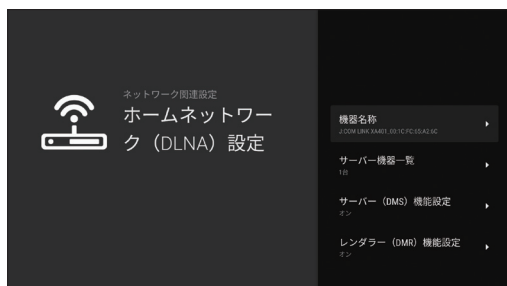 ネットワーク関連設定
ホームネットワー
ク（DLNA）設定
機器名称
J:COM LINK XA401_00:1C:FC:65:A2:6C
サーバー機器一覧
1台
サーバー（DMS）機能設定
オン
レンダラー（DMR）機能設定
オン